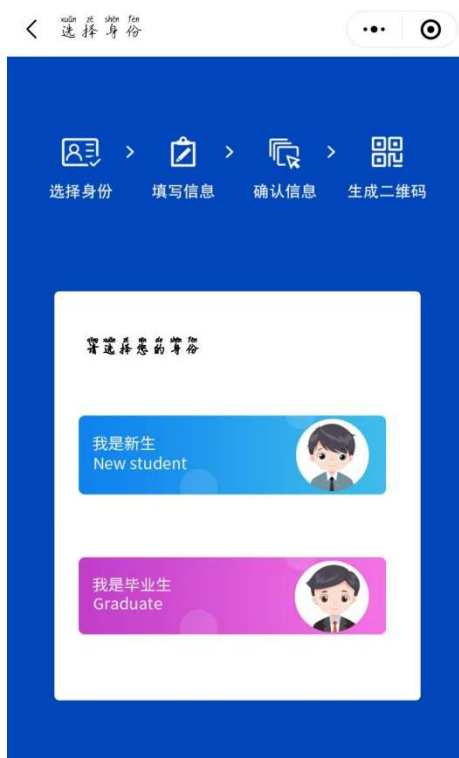 选择身份
选择身份 填写信息 确认信息 生成二维码
请选择您的身份
我是新生
New student
我是毕业生
Graduate